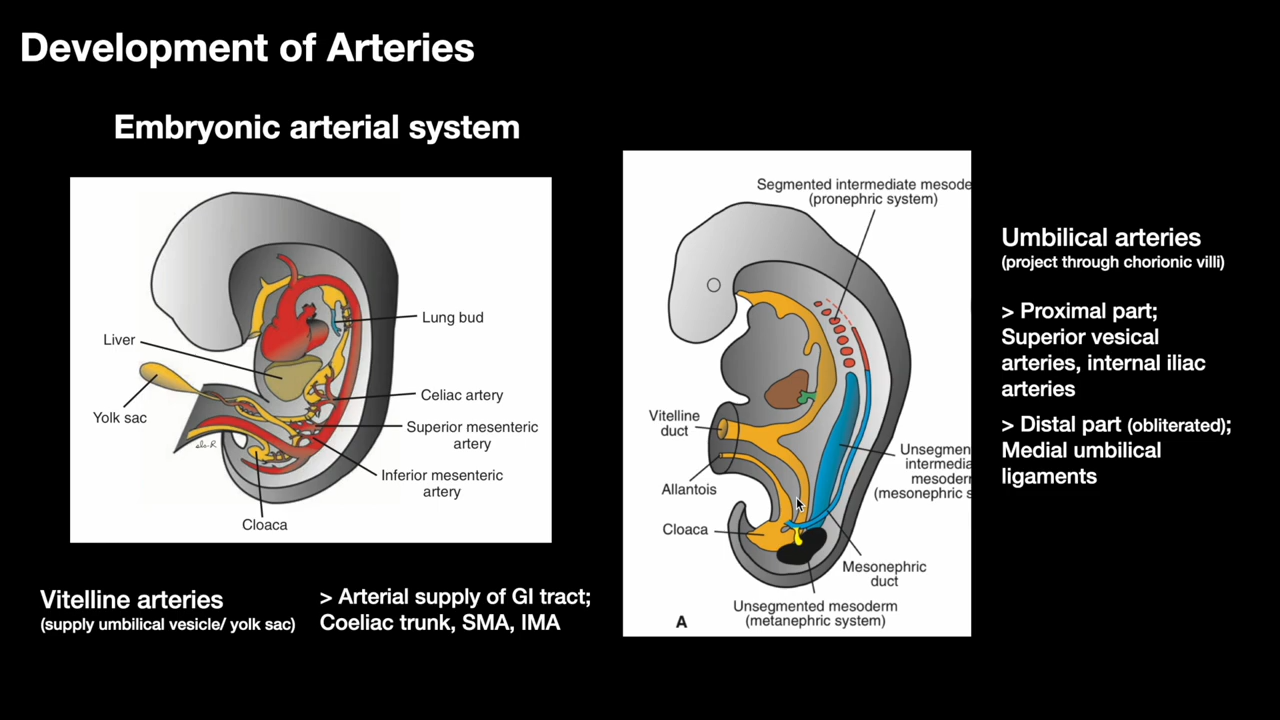 Development of Arteries
Embryonic arterial system
Liver
Yolk sac
Lung bud
Celiac artery
Superior mesenteric
artery
Inferior mesenteric
artery
Cloaca
Vitelline arteries
(supply umbilical vesicle/ yolk sac)
> Arterial supply of GI tract;
Coeliac trunk, SMA, IMA
Segmented intermediate mesode
(pronephric system)
Vitelline
duct
Allantois
Cloaca
Unsegmen
intermedia
mesoderm
(mesonephric s
Mesonephric
duct
Unsegmented mesoderm
(metanephric system)
A
Umbilical arteries
(project through chorionic villi)
> Proximal part;
Superior vesical
arteries, internal iliac
arteries
> Distal part (obliterated);
Medial umbilical
ligaments